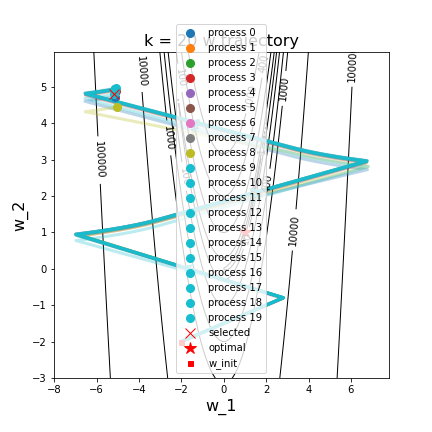 k = 20 w trajectory
process 0
process 1
process 2
process 3
process 4
process 5
process 6
process 7
process 8
process 9
process 10
process 11
process 12
process 13
process 14
process 15
process 16
process 17
process 18
process 19
selected
optimal
w_init
10000
10000
1000
1000
100000
10000
w_2
5
4
3
2
1
0
−1
−2
−3
−8
−6
−4
−2
0
2
4
6
w_1